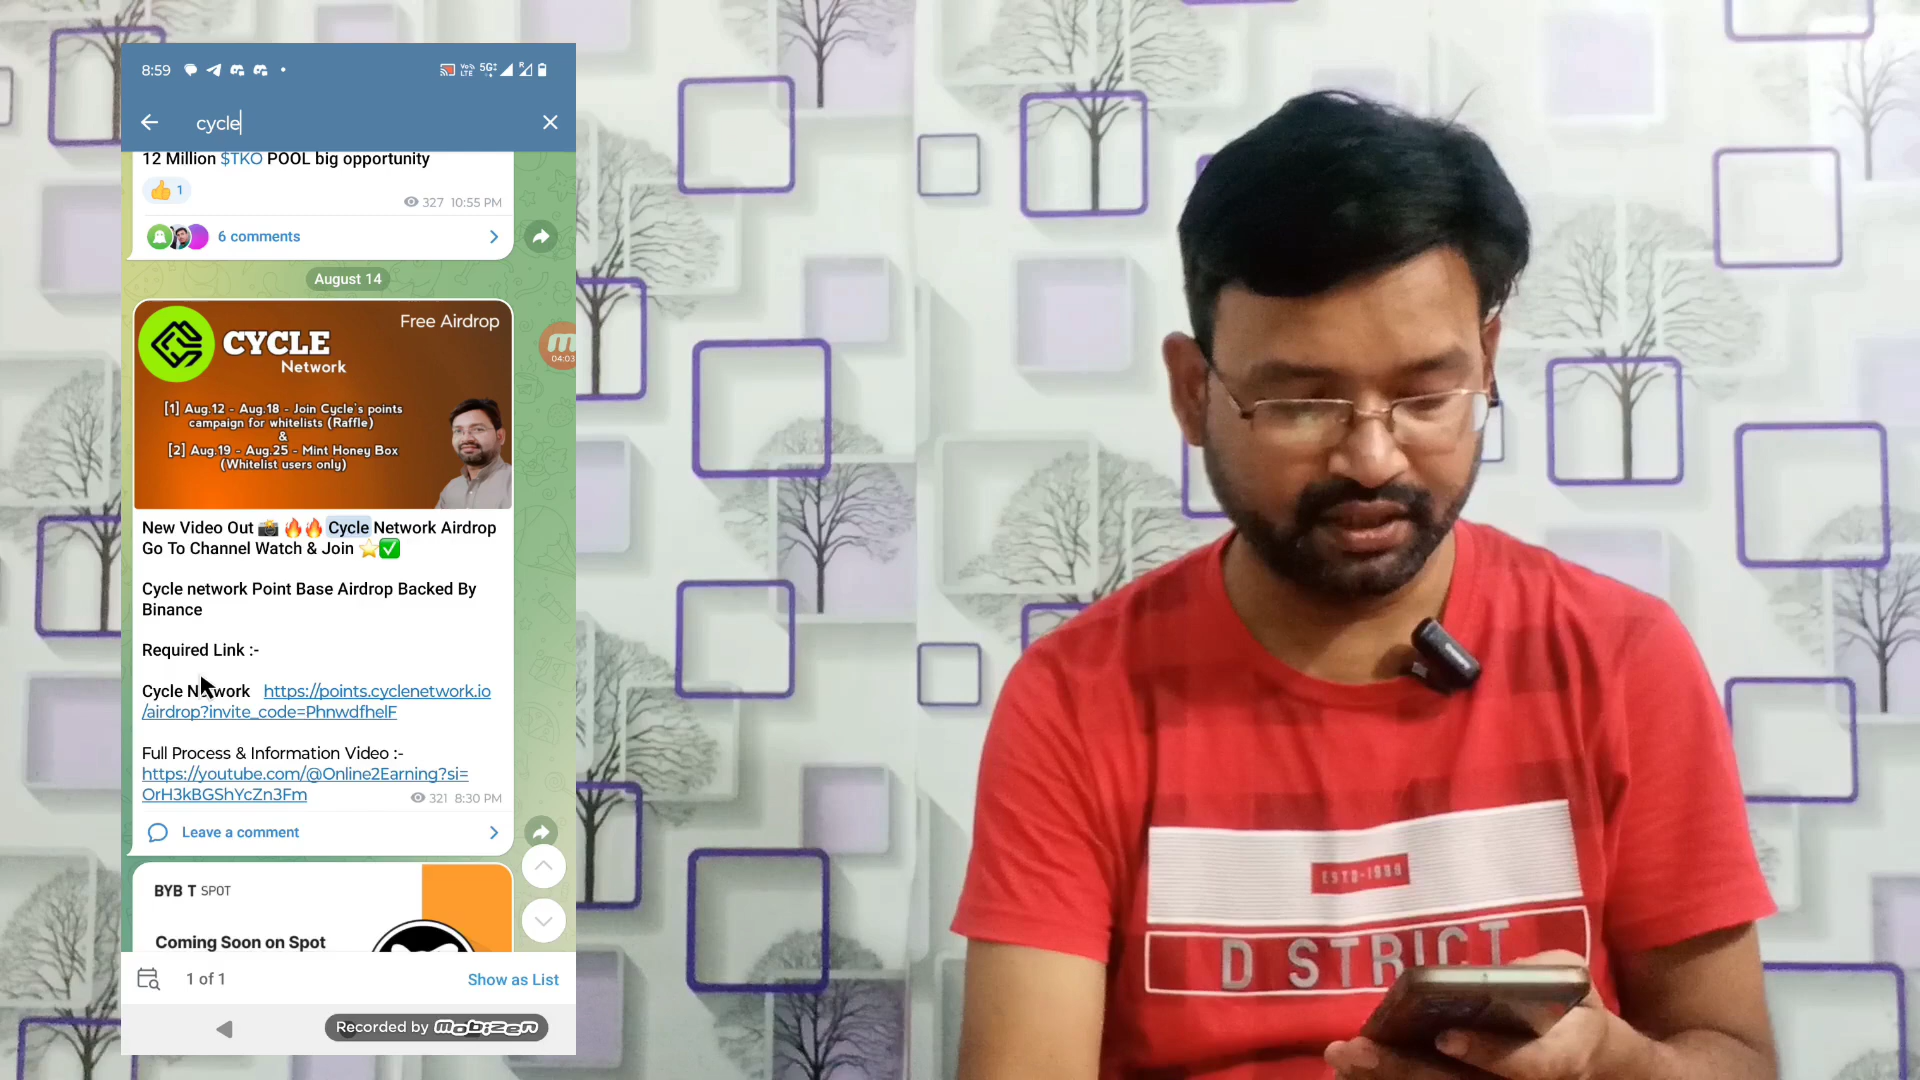 8:59
Vo))
LTE
5G
R
cycle
12 Million $TKO POOL big opportunity
1
327 10:55 PM
6 comments
August 14
Free Airdrop
CYCLE
Network
[1] Aug.12 - Aug.18 - Join Cycle's points
campaign for whitelists (Raffle)
&
[2] Aug.19 - Aug.25 - Mint Honey Box
(Whitelist users only)
04:03
New Video Out 📸 🔥🔥 Cycle Network Airdrop
Go To Channel Watch & Join ⭐✅
Cycle network Point Base Airdrop Backed By
Binance
Required Link :-
Cycle Network https://points.cyclenetwork.io
/airdrop?invite_code=PhnwdfhelF
Full Process & Information Video :-
https://youtube.com/@Online2Earning?si=
OrH3kBGShYcZn3Fm
321 8:30 PM
Leave a comment
BYB T SPOT
Coming Soon on Spot
1 of 1
Show as List
Recorded by mobizen
ESTD-1998
D STRICT